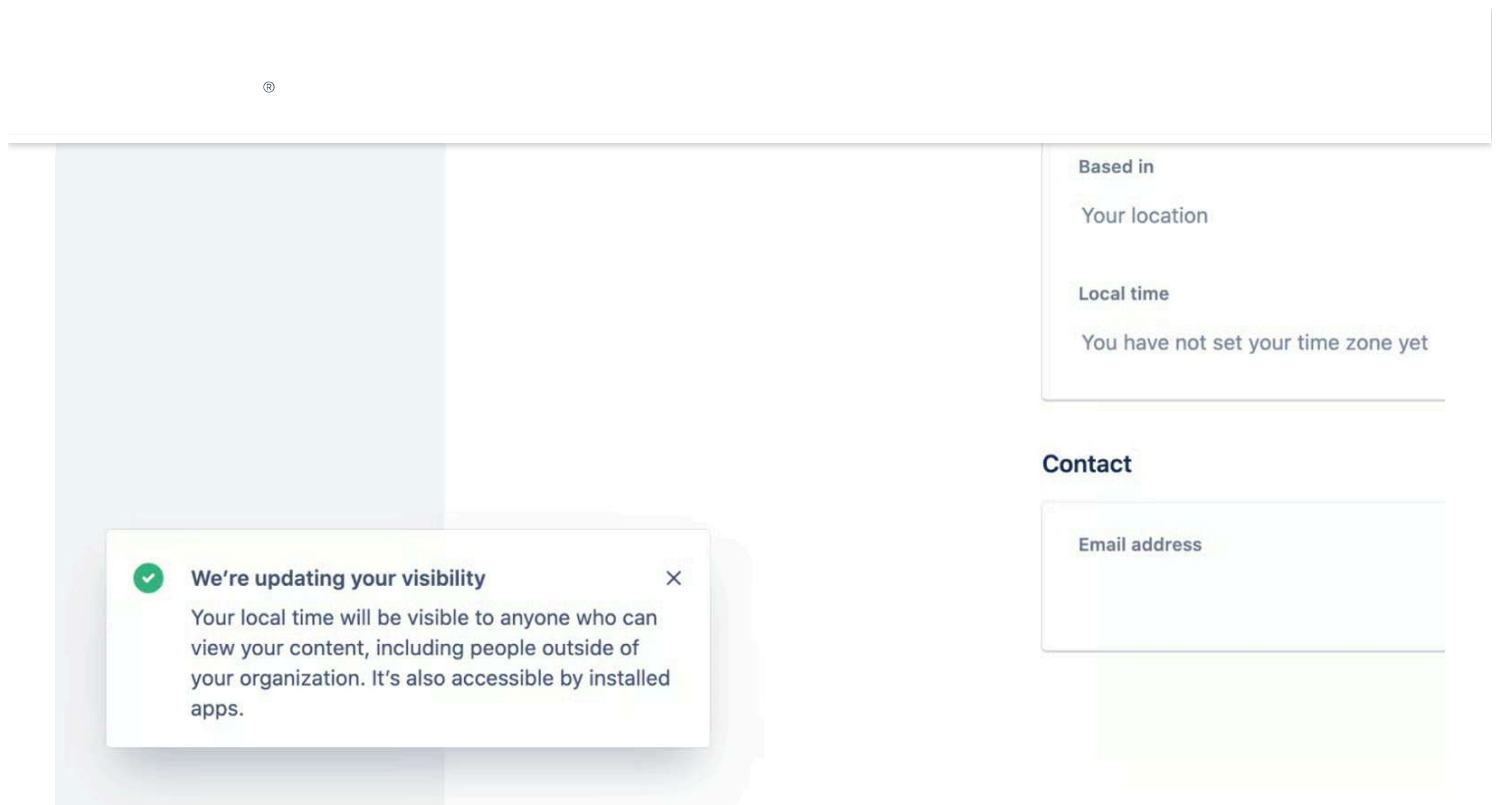 ®
Based in
Your location
Local time
You have not set your time zone yet
Contact
Email address
We’re updating your visibility
Your local time will be visible to anyone who can
view your content, including people outside of
your organization. It’s also accessible by installed
apps.